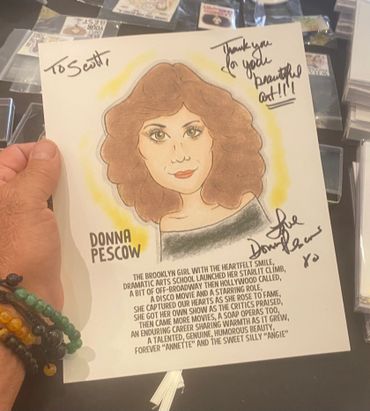 To Scott,
Thank you
for your
beautiful
art!!!
DONNA
PESCOW
Love
Donna Pescow
xo
THE BROOKLYN GIRL WITH THE HEARTFELT SMILE,
DRAMATIC ARTS SCHOOL LAUNCHED HER STARLIT CLIMB,
A BIT OF OFF-BROADWAY THEN HOLLYWOOD CALLED,
A DISCO MOVIE AND A STARRING ROLE,
SHE CAPTURED OUR HEARTS AS SHE ROSE TO FAME,
SHE GOT HER OWN SHOW AS THE CRITICS PRAISED,
THEN CAME MORE MOVIES, A SOAP OPERAS TOO,
AN ENDURING CAREER SHARING WARMTH AS IT GREW,
A TALENTED, GENUINE, HUMOROUS BEAUTY,
FOREVER "ANNETTE" AND THE SWEET SILLY "ANGIE"